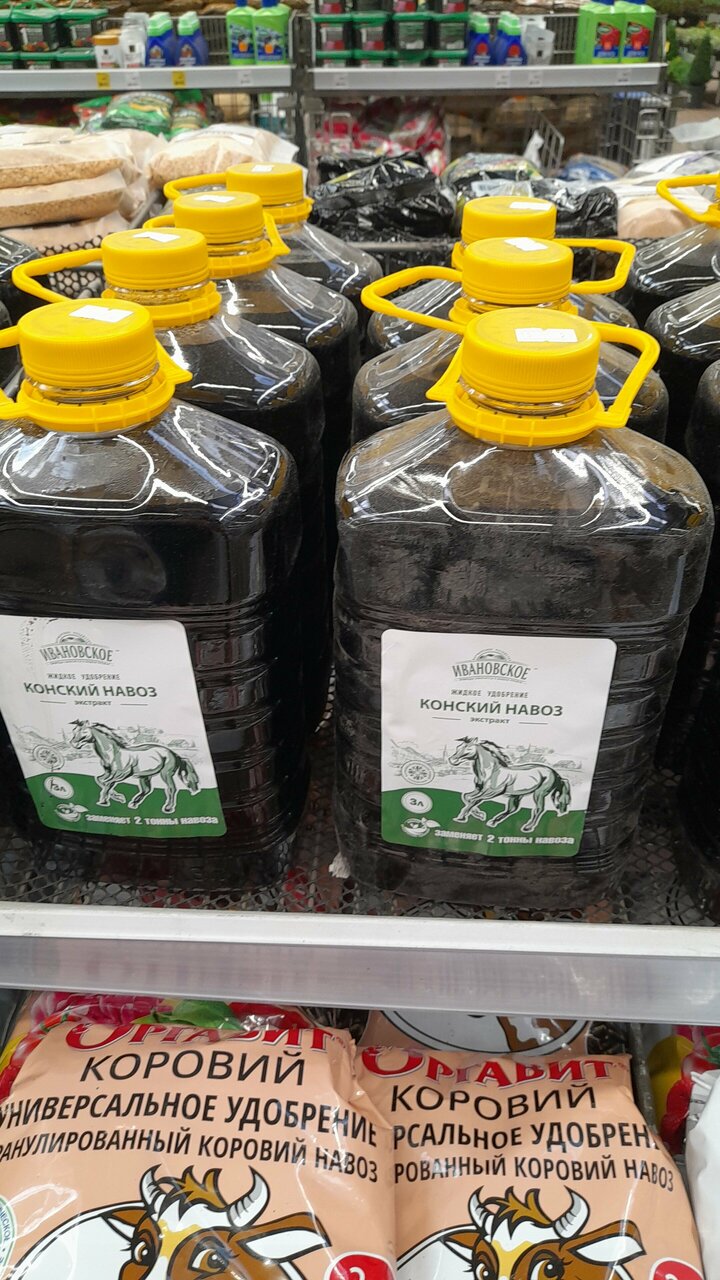 ИВАНОВСКОЕ
ЖИДКОЕ УДОБРЕНИЕ
КОНСКИЙ НАВОЗ
экстракт
3л
заменяет 2 тонны навоза
ИВАНОВСКОЕ
ЖИДКОЕ УДОБРЕНИЕ
КОНСКИЙ НАВОЗ
экстракт
3л
заменяет 2 тонны навоза
ОРГАВИТ
КОРОВИЙ
УНИВЕРСАЛЬНОЕ УДОБРЕНИЕ
РАНУЛИРОВАННЫЙ КОРОВИЙ НАВОЗ
ОРГАВИТ
КОРОВИЙ
РСАЛЬНОЕ УДОБРЕН
РОВАННЫЙ КОРОВИЙ НАВОЗ